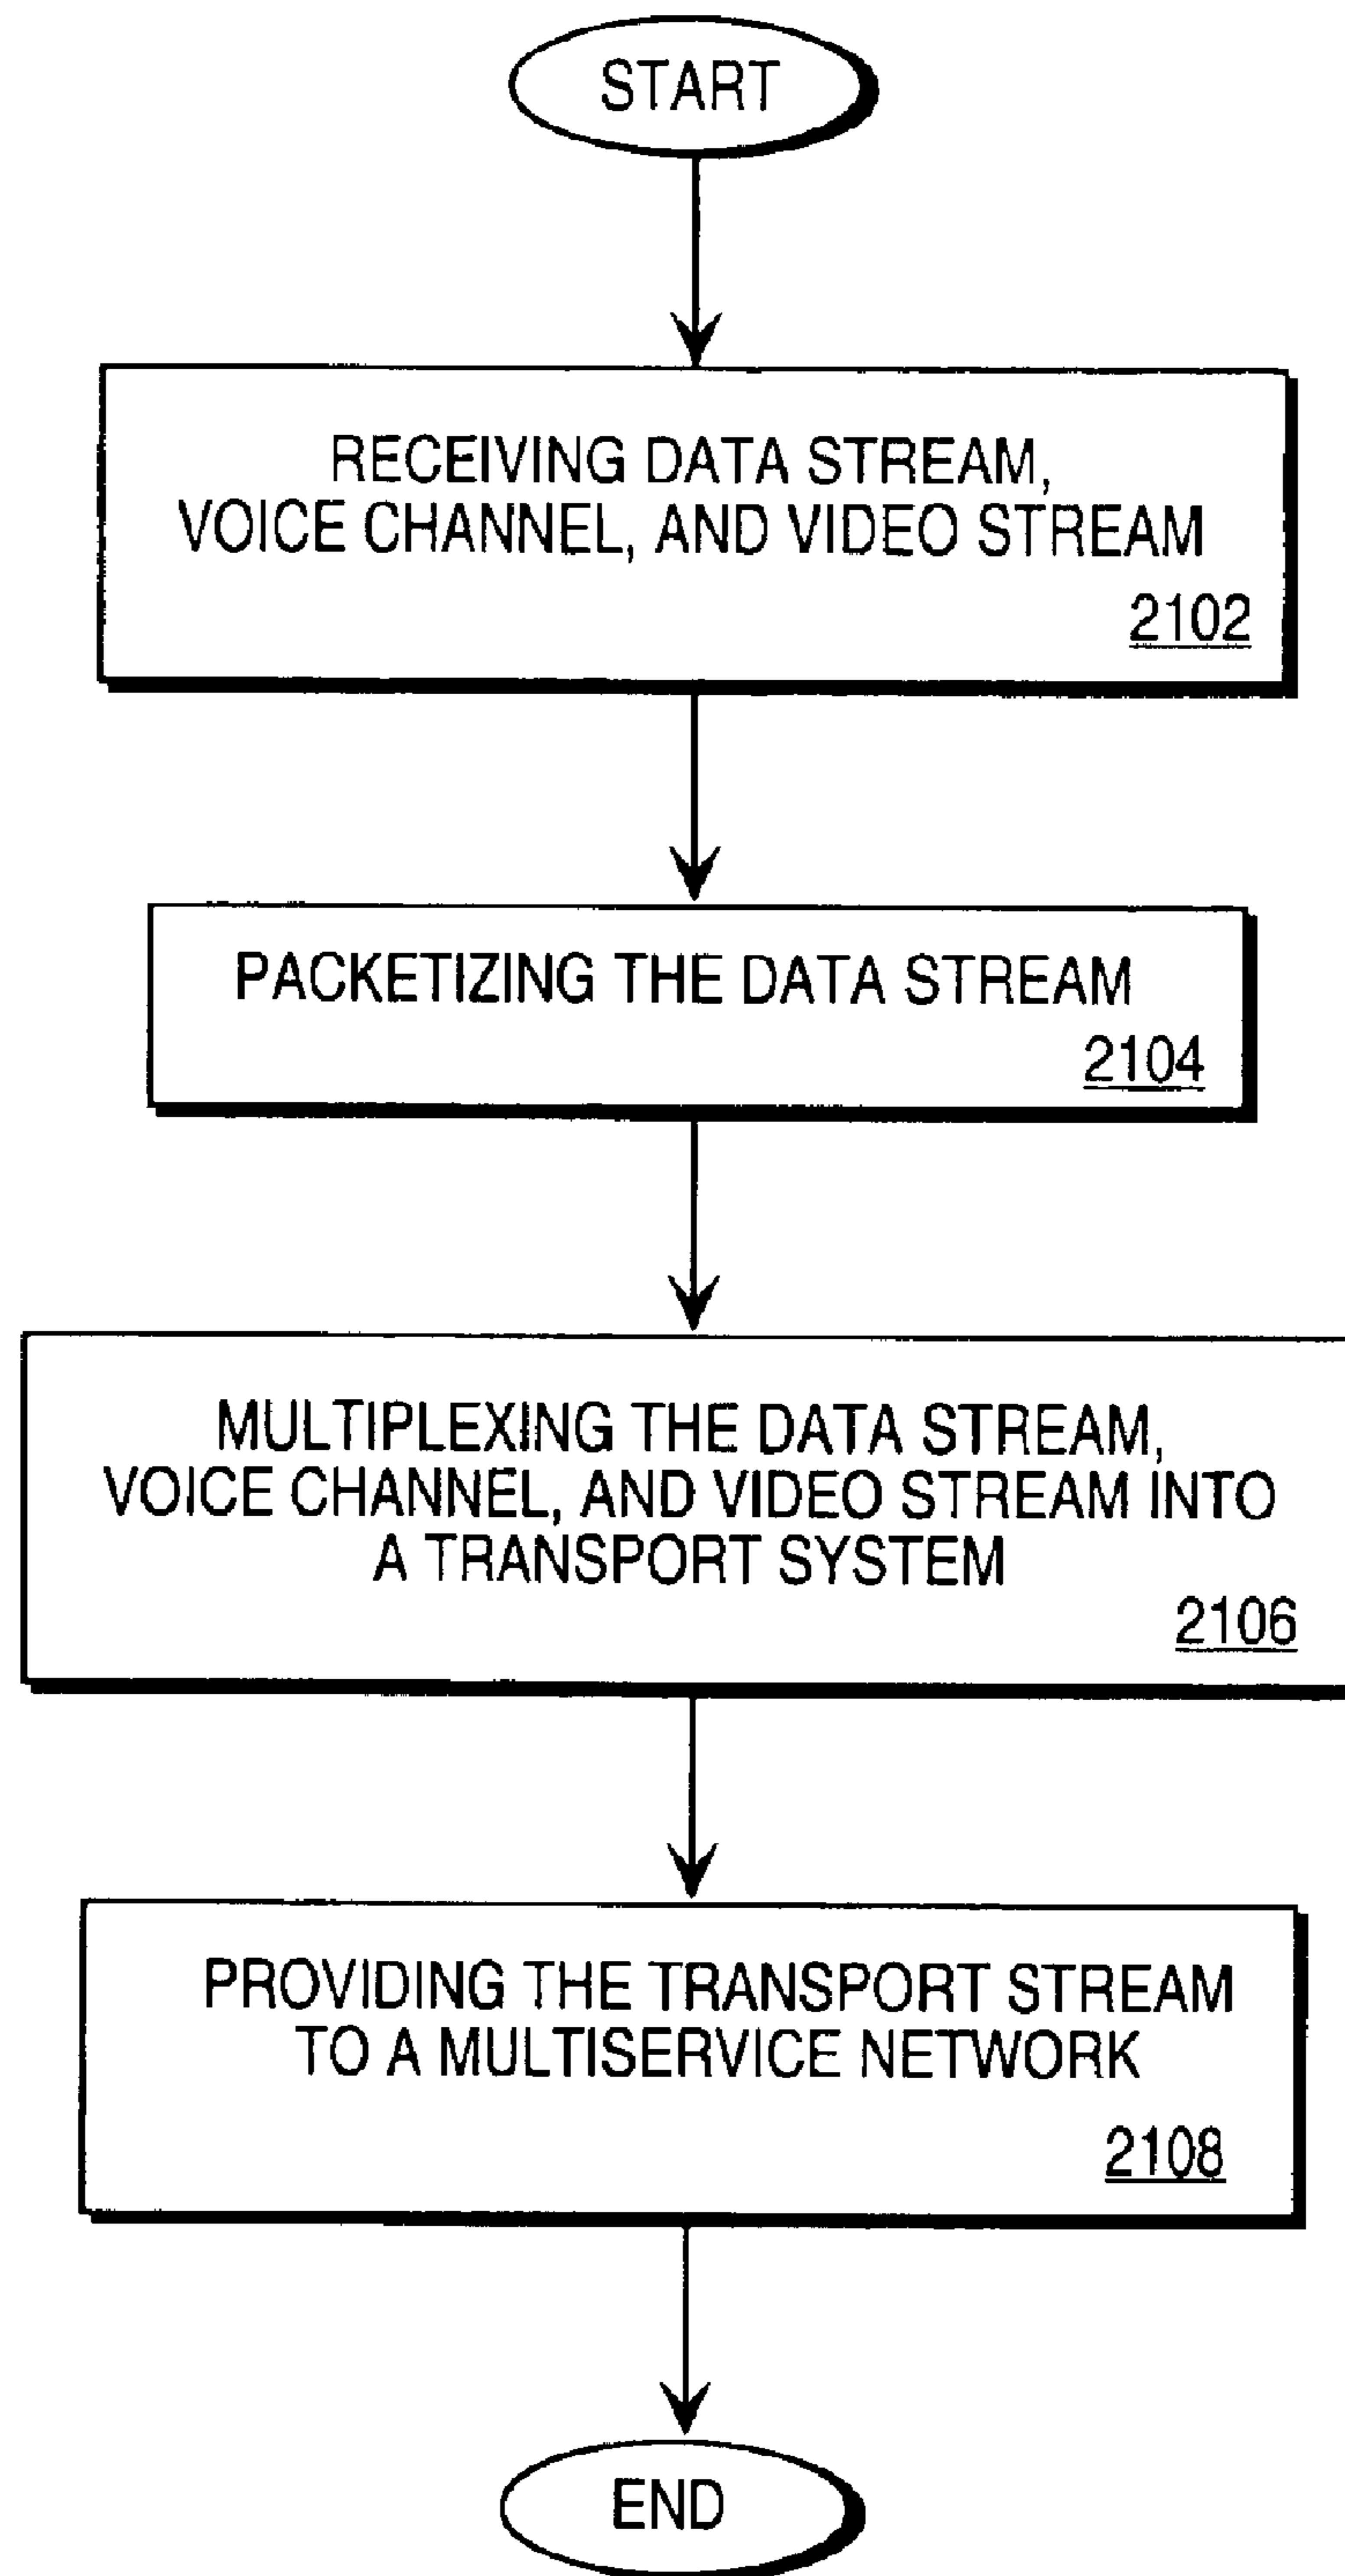 START
RECEIVING DATA STREAM,
VOICE CHANNEL, AND VIDEO STREAM
2102
PACKETIZING THE DATA STREAM
2104
MULTIPLEXING THE DATA STREAM,
VOICE CHANNEL, AND VIDEO STREAM INTO
A TRANSPORT SYSTEM
2106
PROVIDING THE TRANSPORT STREAM
TO A MULTISERVICE NETWORK
2108
END